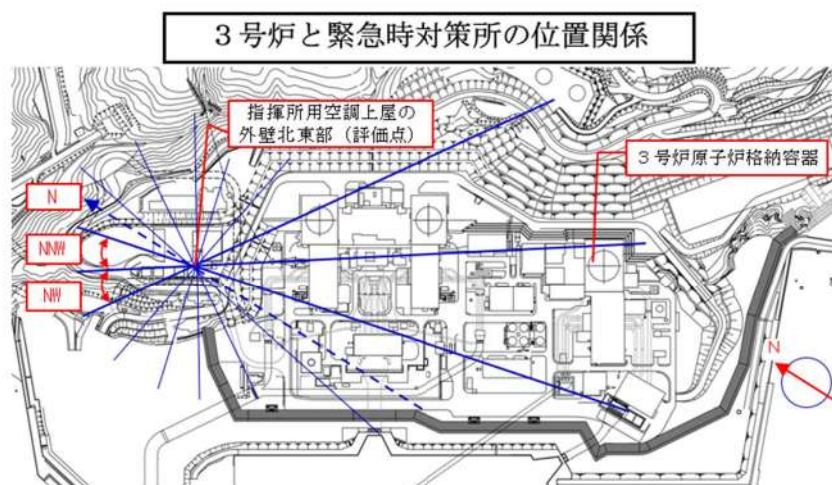 ３号炉と緊急時対策所の位置関係
指揮所用空調上屋の
外壁北東部（評価点）
３号炉原子炉格納容器
N
NNW
NW
N